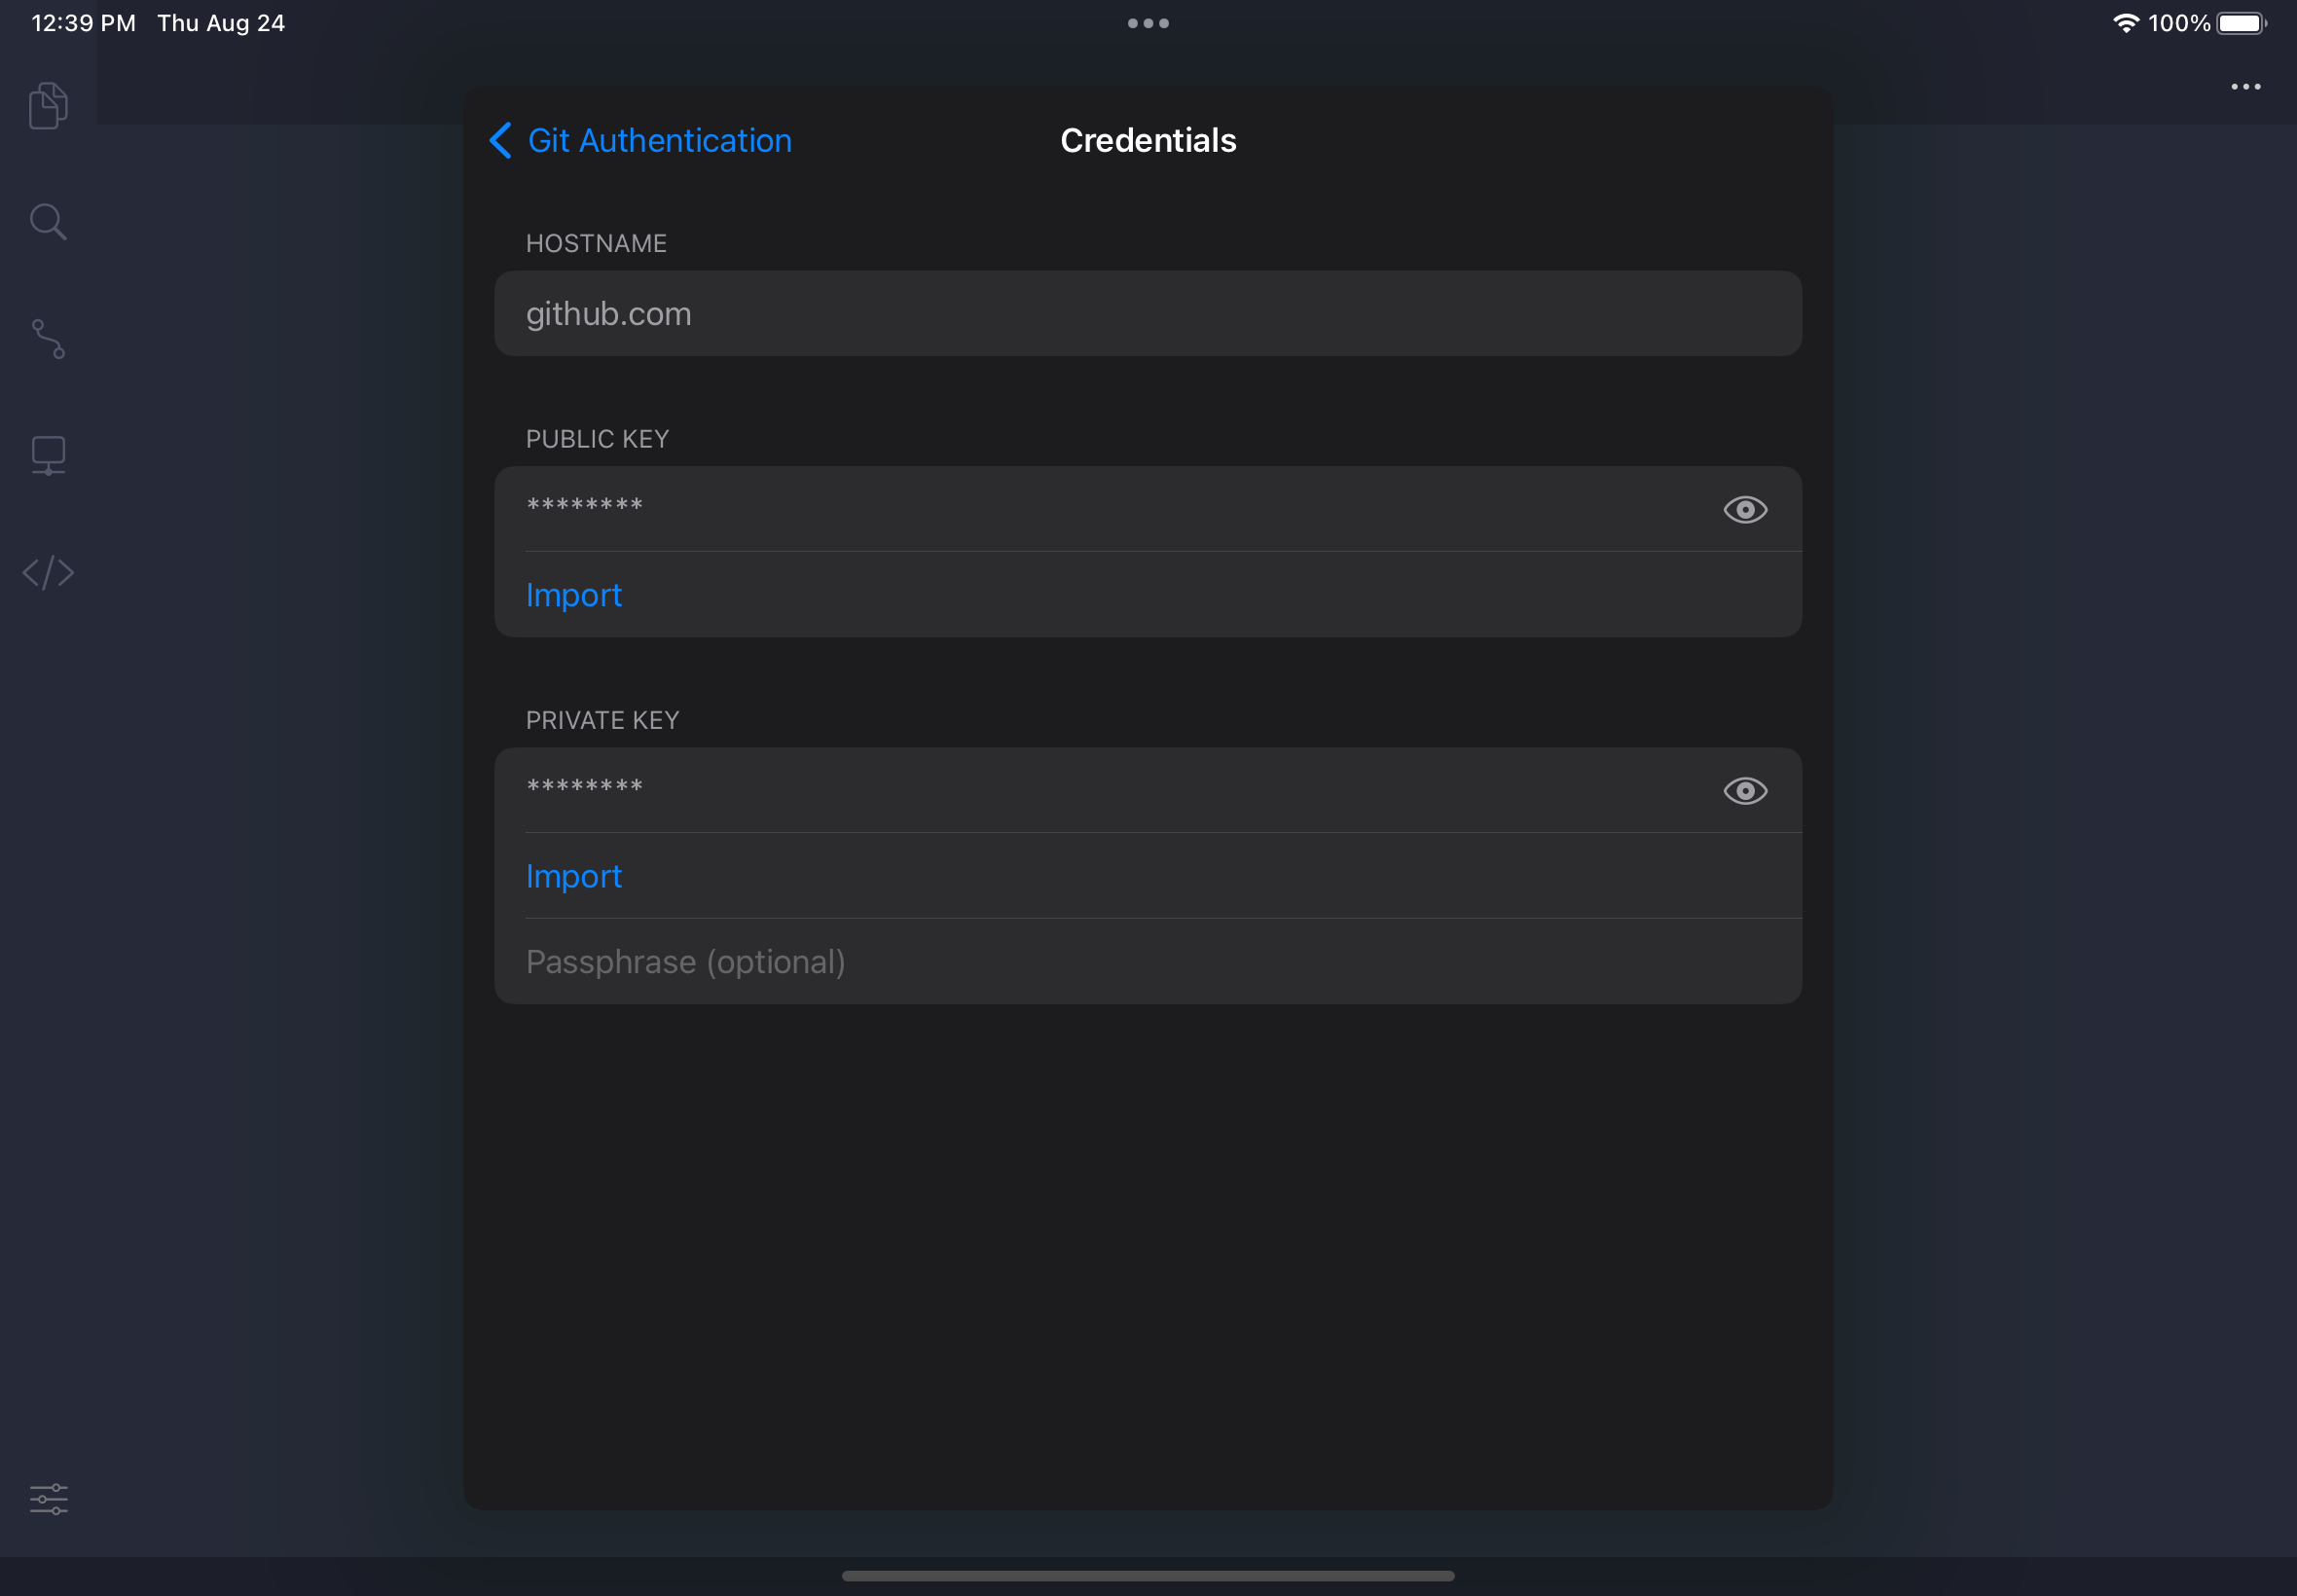 12:39 PM Thu Aug 24
100%
Git Authentication
Credentials
HOSTNAME
github.com
PUBLIC KEY
********
Import
PRIVATE KEY
********
Import
Passphrase (optional)